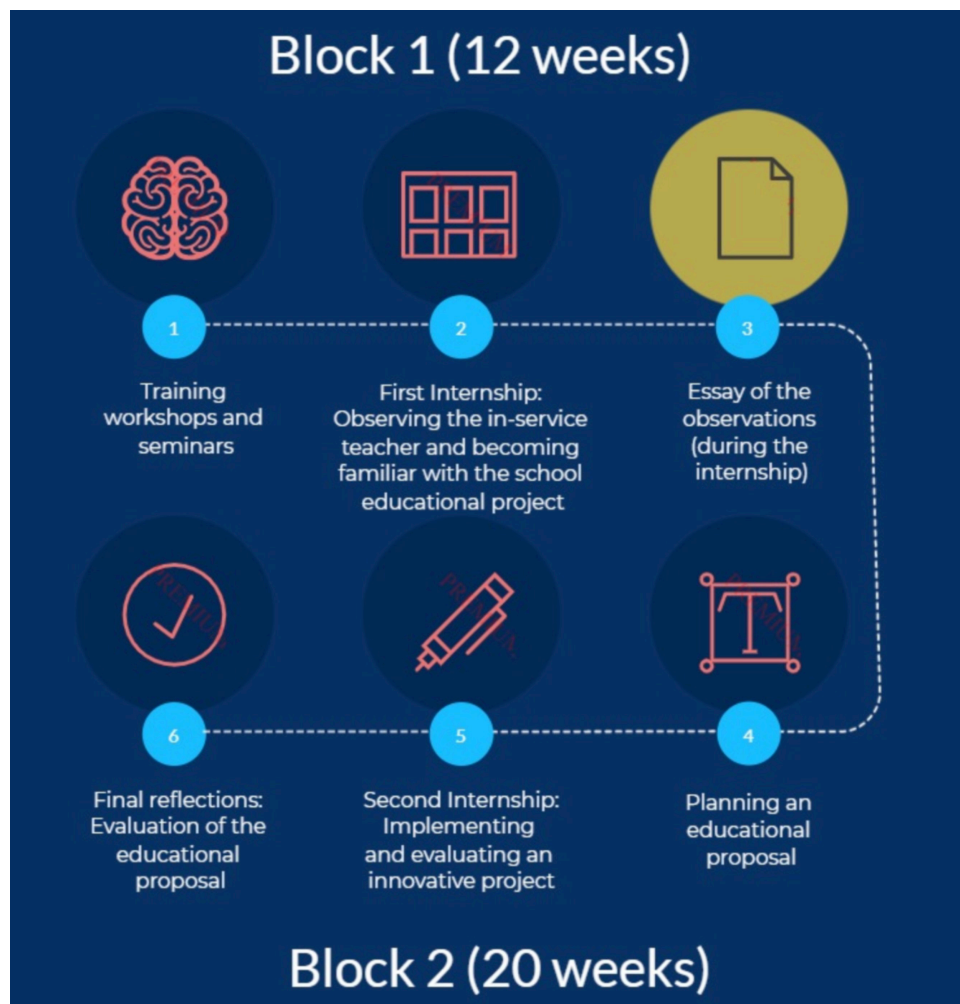 Block 1 (12 weeks)
1
2
3
Training
workshops and
seminars
First Internship:
Observing the in-service
teacher and becoming
familiar with the school
educational project
Essay of the
observations
(during the
internship)
PREMIUM
PREMIUM
PREMIUM
T
6
5
4
Final reflections:
Evaluation of the
educational
proposal
Second Internship:
Implementing
and evaluating an
innovative project
Planning an
educational
proposal
Block 2 (20 weeks)